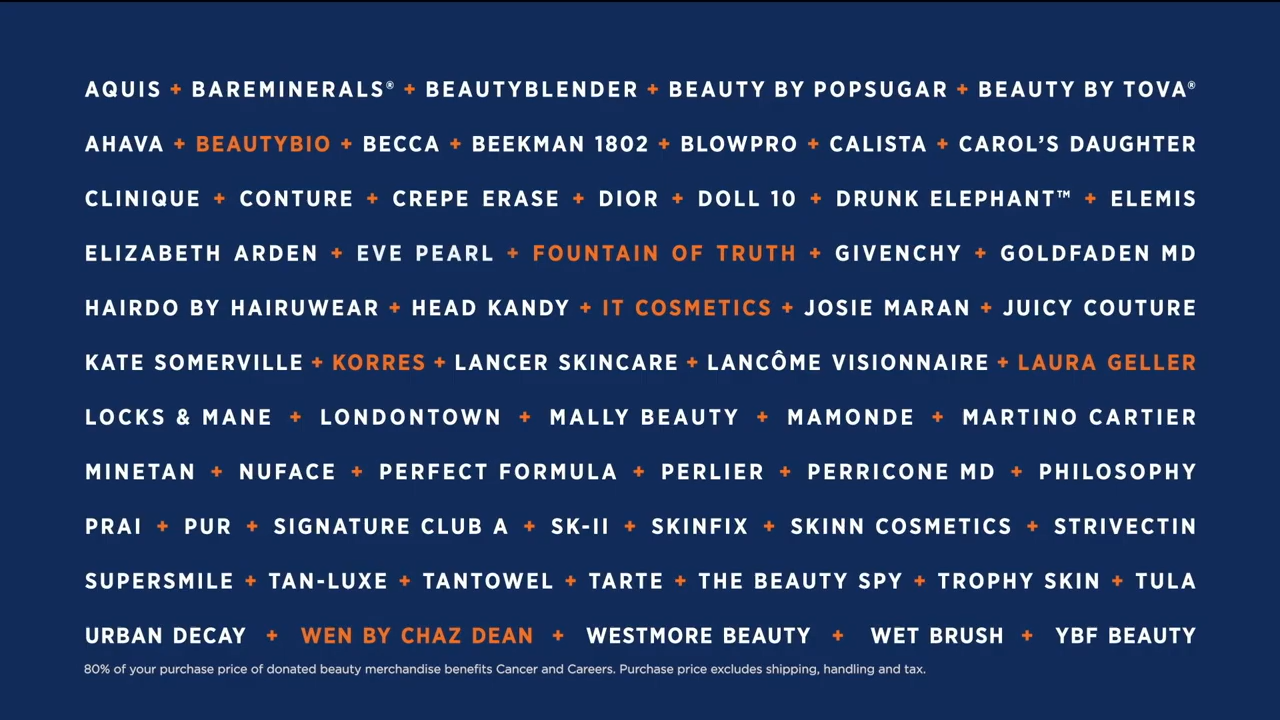 AQUIS + BAREMINERALS® + BEAUTYBLENDER + BEAUTY BY POPSUGAR + BEAUTY BY TOVA®
AHAVA + BEAUTYBIO + BECCA + BEEKMAN 1802 + BLOWPRO + CALISTA + CAROL'S DAUGHTER
CLINIQUE + CONTURE + CREPE ERASE + DIOR + DOLL 10 + DRUNK ELEPHANT™ + ELEMIS
ELIZABETH ARDEN + EVE PEARL + FOUNTAIN OF TRUTH + GIVENCHY + GOLDFADEN MD
HAIRDO BY HAIRUWEAR + HEAD KANDY + IT COSMETICS + JOSIE MARAN + JUICY COUTURE
KATE SOMERVILLE + KORRES + LANCER SKINCARE + LANCÔME VISIONNAIRE + LAURA GELLER
LOCKS & MANE + LONDONTOWN + MALLY BEAUTY + MAMONDE + MARTINO CARTIER
MINETAN + NUFACE + PERFECT FORMULA + PERLIER + PERRICONE MD + PHILOSOPHY
PRAI + PUR + SIGNATURE CLUB A + SK-II + SKINFIX + SKINN COSMETICS + STRIVECTIN
SUPERSMILE + TAN-LUXE + TANTOWEL + TARTE + THE BEAUTY SPY + TROPHY SKIN + TULA
URBAN DECAY + WEN BY CHAZ DEAN + WESTMORE BEAUTY + WET BRUSH + YBF BEAUTY
80% of your purchase price of donated beauty merchandise benefits Cancer and Careers. Purchase price excludes shipping, handling and tax.